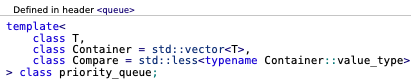 Defined in header <queue>
template<
    class T,
    class Container = std::vector<T>,
    class Compare = std::less<typename Container::value_type>
> class priority_queue;